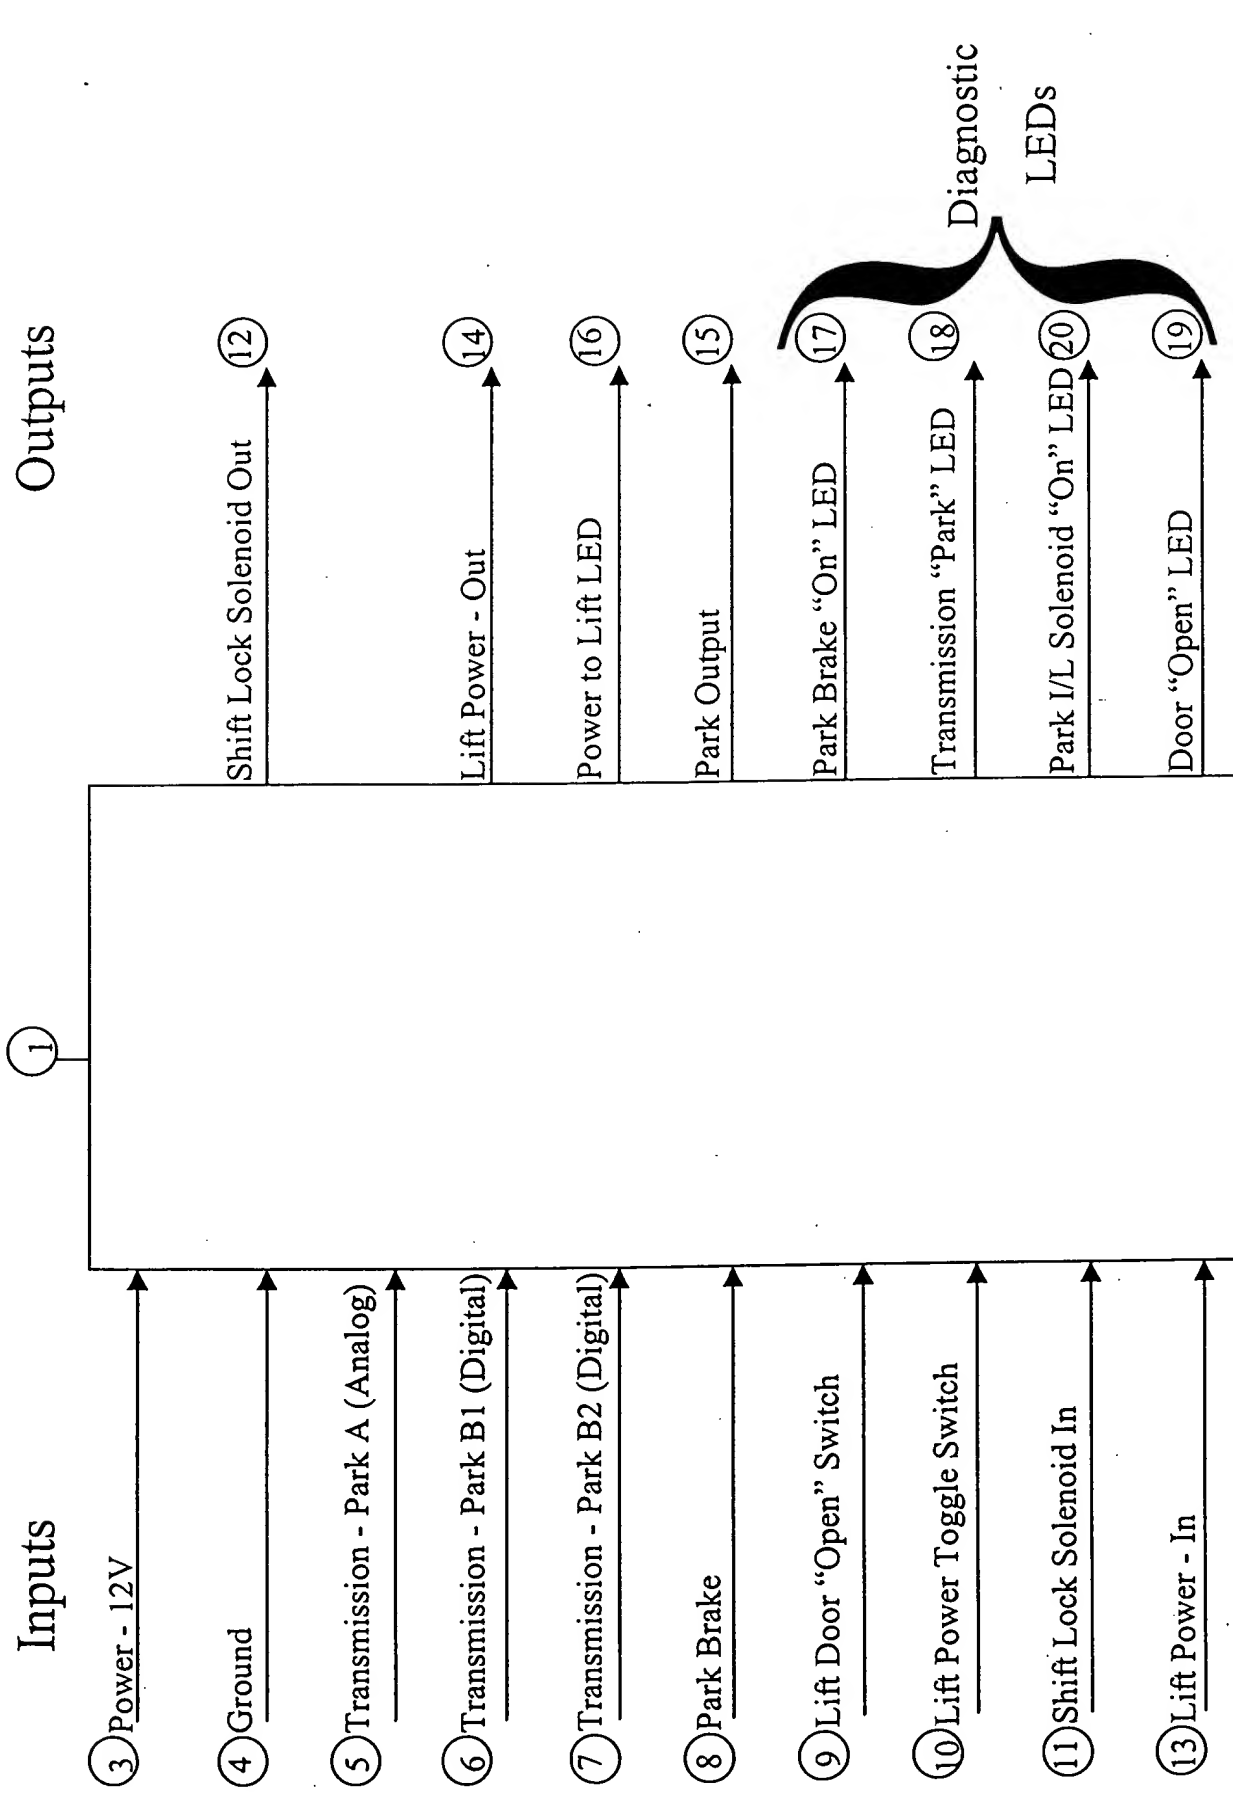 1
Inputs
Outputs
3 Power - 12V
4 Ground
5 Transmission - Park A (Analog)
6 Transmission - Park B1 (Digital)
7 Transmission - Park B2 (Digital)
8 Park Brake
9 Lift Door “Open” Switch
10 Lift Power Toggle Switch
11 Shift Lock Solenoid In
13 Lift Power - In
Shift Lock Solenoid Out 12
Lift Power - Out 14
Power to Lift LED 16
Park Output 15
Park Brake “On” LED 17
Transmission “Park” LED 18
Park I/L Solenoid “On” LED 20
Door “Open” LED 19
Diagnostic
LEDs